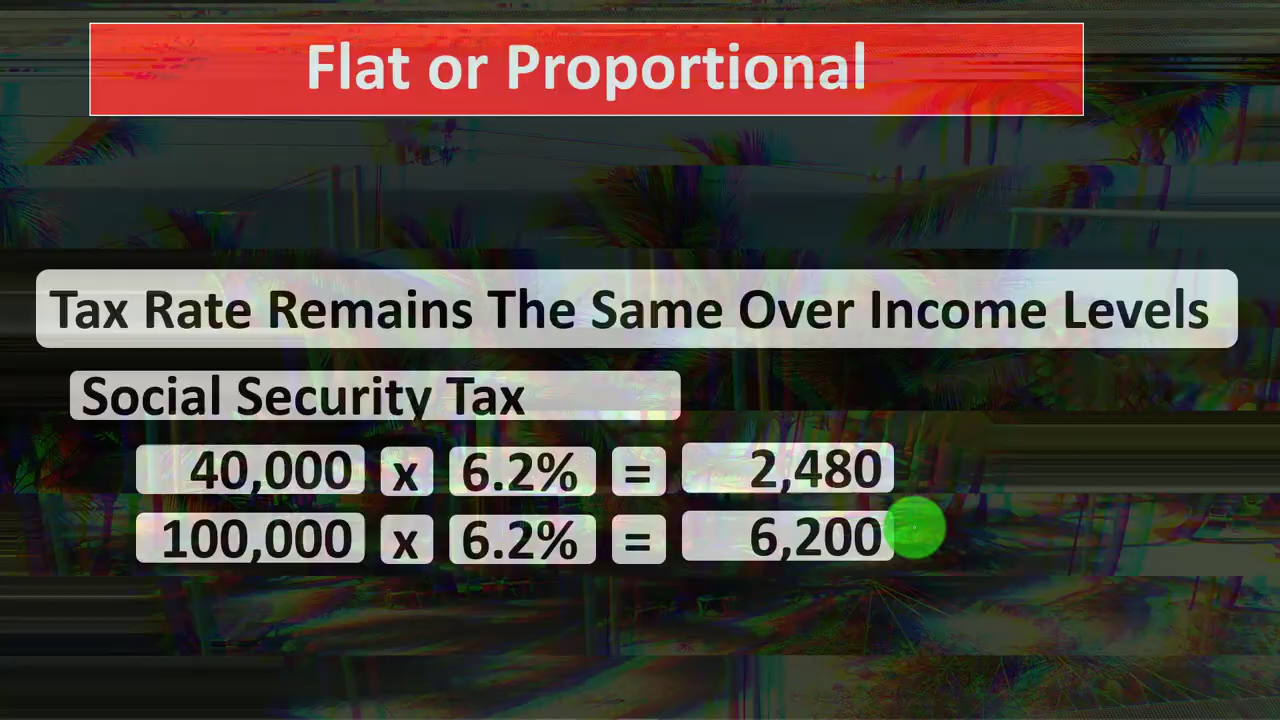 Flat or Proportional
Tax Rate Remains The Same Over Income Levels
Social Security Tax
40,000 x 6.2% = 2,480
100,000 x 6.2% = 6,200